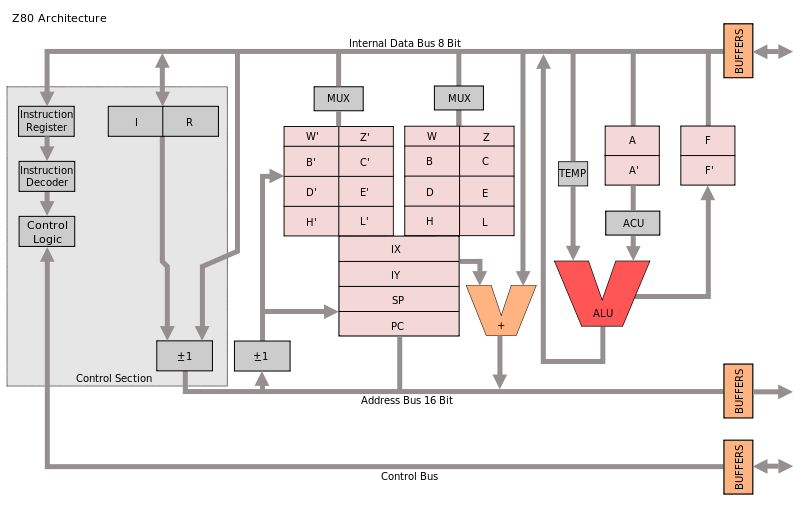 Z80 Architecture
Internal Data Bus 8 Bit
BUFFERS
Instruction
Register
I
R
MUX
MUX
W'
Z'
W
Z
A
F
B'
C'
B
C
A'
F'
Instruction
Decoder
TEMP
D'
E'
D
E
H'
L'
H
L
ACU
Control
Logic
IX
IY
SP
PC
+
ALU
±1
±1
Control Section
Address Bus 16 Bit
BUFFERS
Control Bus
BUFFERS